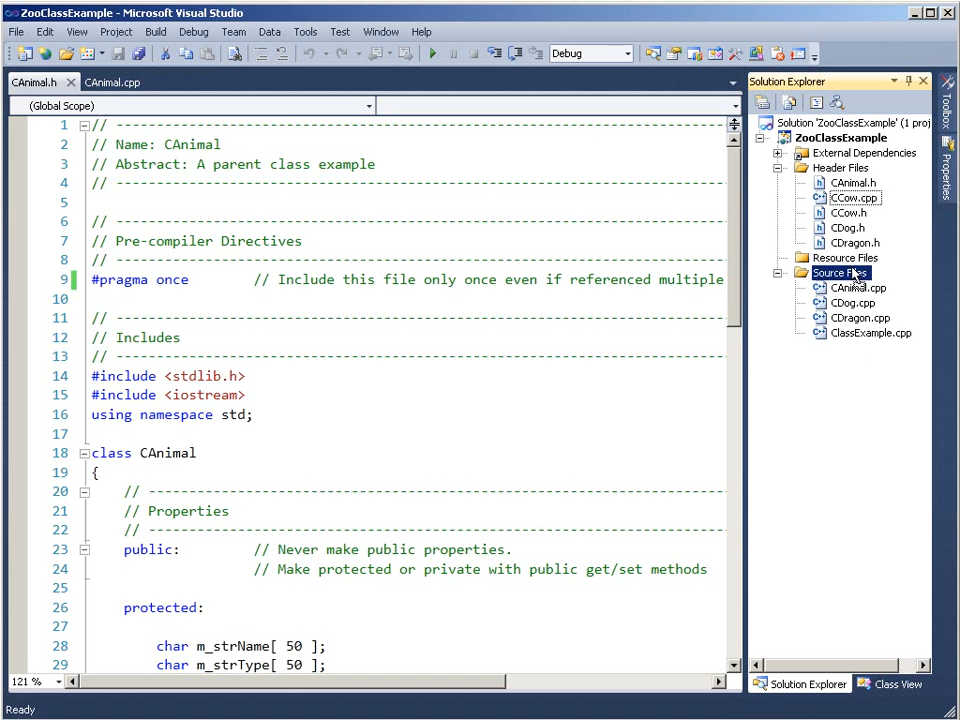 ZooClassExample - Microsoft Visual Studio
File Edit View Project Build Debug Team Data Tools Test Window Help
Debug
CAnimal.h CAnimal.cpp
(Global Scope)
1 // ------------------------------------------------------------------------------
2 // Name: CAnimal
3 // Abstract: A parent class example
4 // ------------------------------------------------------------------------------
5
6 // ------------------------------------------------------------------------------
7 // Pre-compiler Directives
8 // ------------------------------------------------------------------------------
9 #pragma once // Include this file only once even if referenced multiple
10
11 // ------------------------------------------------------------------------------
12 // Includes
13 // ------------------------------------------------------------------------------
14 #include <stdlib.h>
15 #include <iostream>
16 using namespace std;
17
18 class CAnimal
19 {
20 // ------------------------------------------------------------------------
21 // Properties
22 // ------------------------------------------------------------------------
23 public: // Never make public properties.
24 // Make protected or private with public get/set methods
25
26 protected:
28 char m_strName[ 50 ];
29 char m_strType[ 50 ];
121 %
Ready
Solution Explorer
Solution 'ZooClassExample' (1 proj
ZooClassExample
External Dependencies
Header Files
CAnimal.h
CCow.cpp
CCow.h
CDog.h
CDragon.h
Resource Files
Source Files
CAnimal.cpp
CDog.cpp
CDragon.cpp
ClassExample.cpp
Solution Explorer Class View
Toolbox
Properties